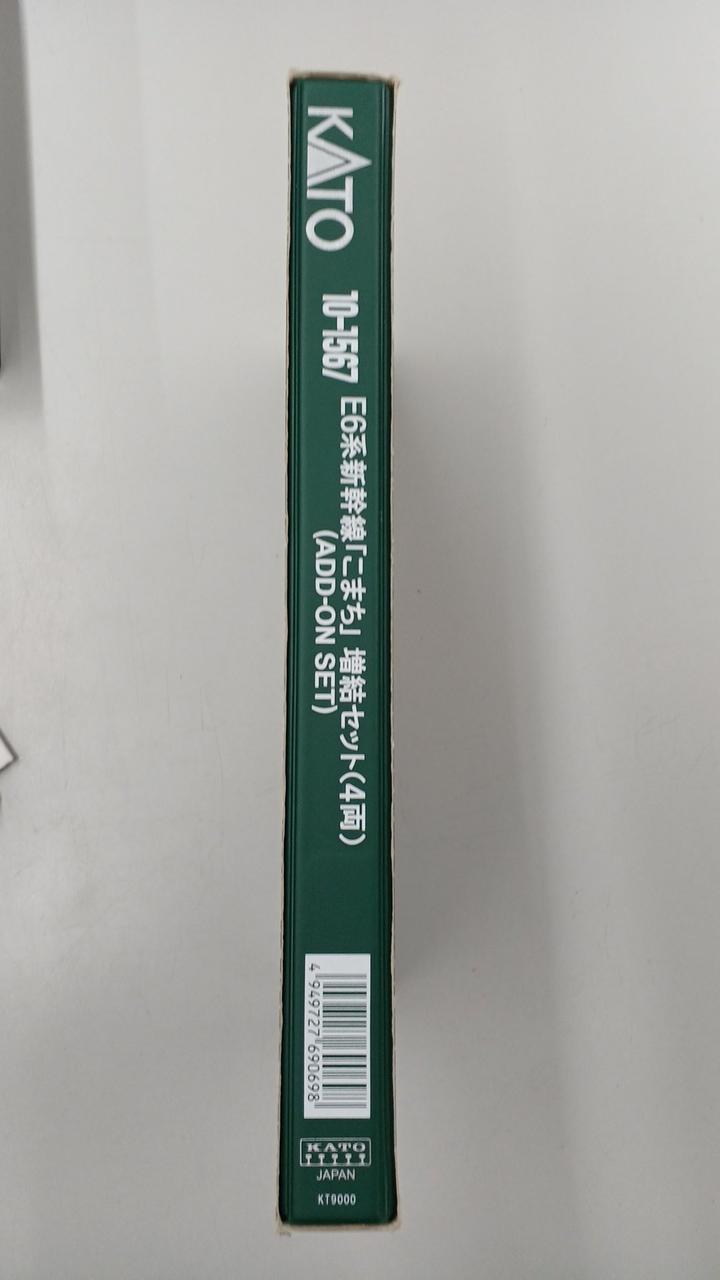 KATO
10-1567
E6系新幹線「こまち」 増結セット(4両)
(ADD-ON SET)
4 949727 690698
KATO
JAPAN
KT9000